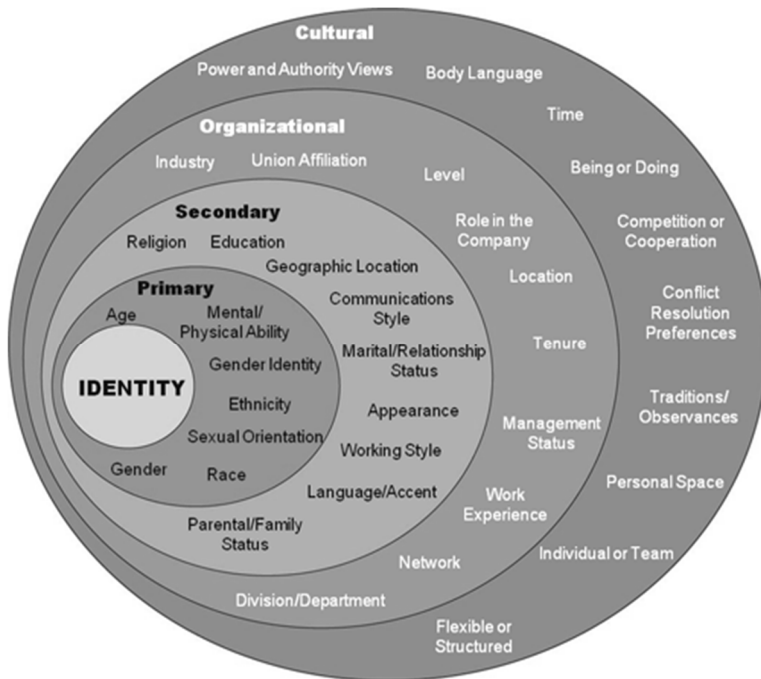 Cultural
Power and Authority Views
Body Language
Time
Being or Doing
Competition or
Cooperation
Conflict
Resolution
Preferences
Traditions/
Observances
Personal Space
Individual or Team
Flexible or
Structured
Organizational
Industry
Union Affiliation
Level
Role in the
Company
Location
Tenure
Management
Status
Work
Experience
Network
Division/Department
Secondary
Religion
Education
Geographic Location
Communications
Style
Marital/Relationship
Status
Appearance
Working Style
Language/Accent
Parental/Family
Status
Primary
Age
Mental/
Physical Ability
Gender Identity
Ethnicity
Sexual Orientation
Race
Gender
IDENTITY